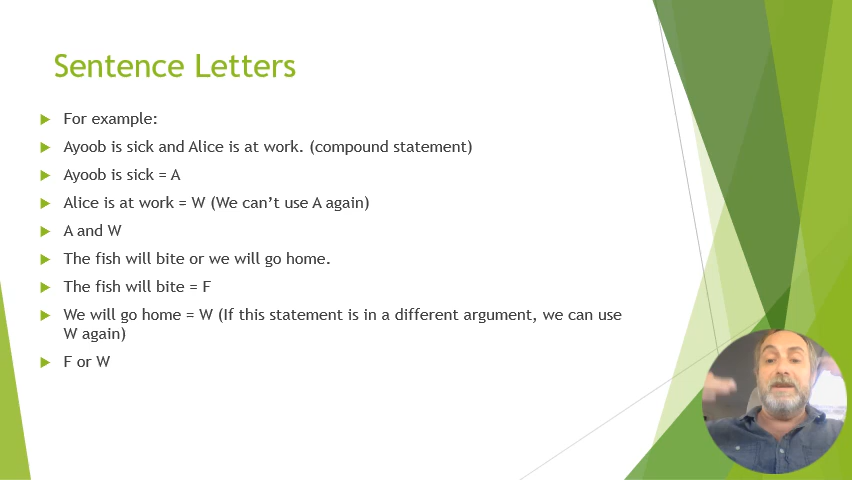 Sentence Letters
For example:
Ayoob is sick and Alice is at work. (compound statement)
Ayoob is sick = A
Alice is at work = W (We can’t use A again)
A and W
The fish will bite or we will go home.
The fish will bite = F
We will go home = W (If this statement is in a different argument, we can use
W again)
F or W